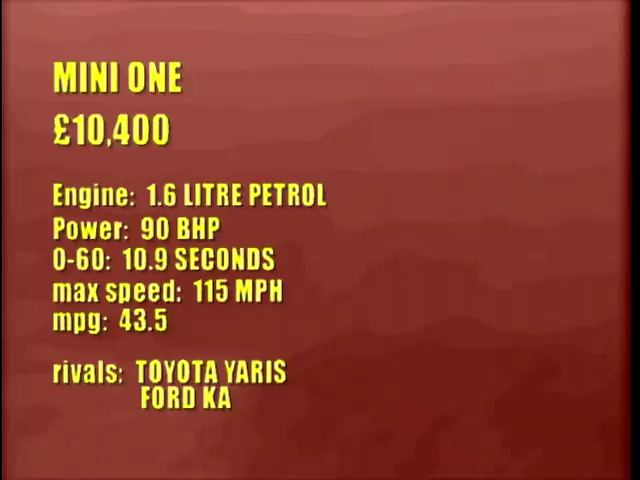 MINI ONE
£10,400
Engine: 1.6 LITRE PETROL
Power: 90 BHP
0-60: 10.9 SECONDS
max speed: 115 MPH
mpg: 43.5
rivals: TOYOTA YARIS
FORD KA